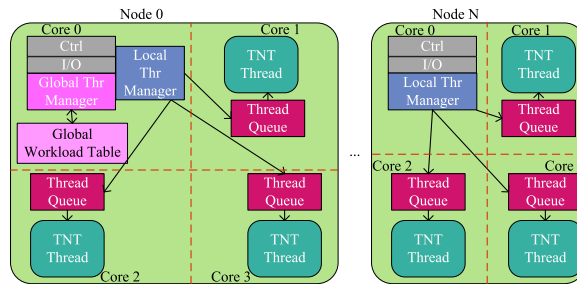 Node 0
Core 0
Ctrl
I/O
Global Thr
Manager
Local
Thr
Manager
Global
Workload Table
Core 1
TNT
Thread
Thread
Queue
Thread
Queue
TNT
Thread
Core 2
Thread
Queue
TNT
Thread
Core 3
...
Node N
Core 0
Ctrl
I/O
Local Thr
Manager
Core 1
TNT
Thread
Thread
Queue
Core 2
Thread
Queue
TNT
Thread
Core
Thread
Queue
TNT
Thread